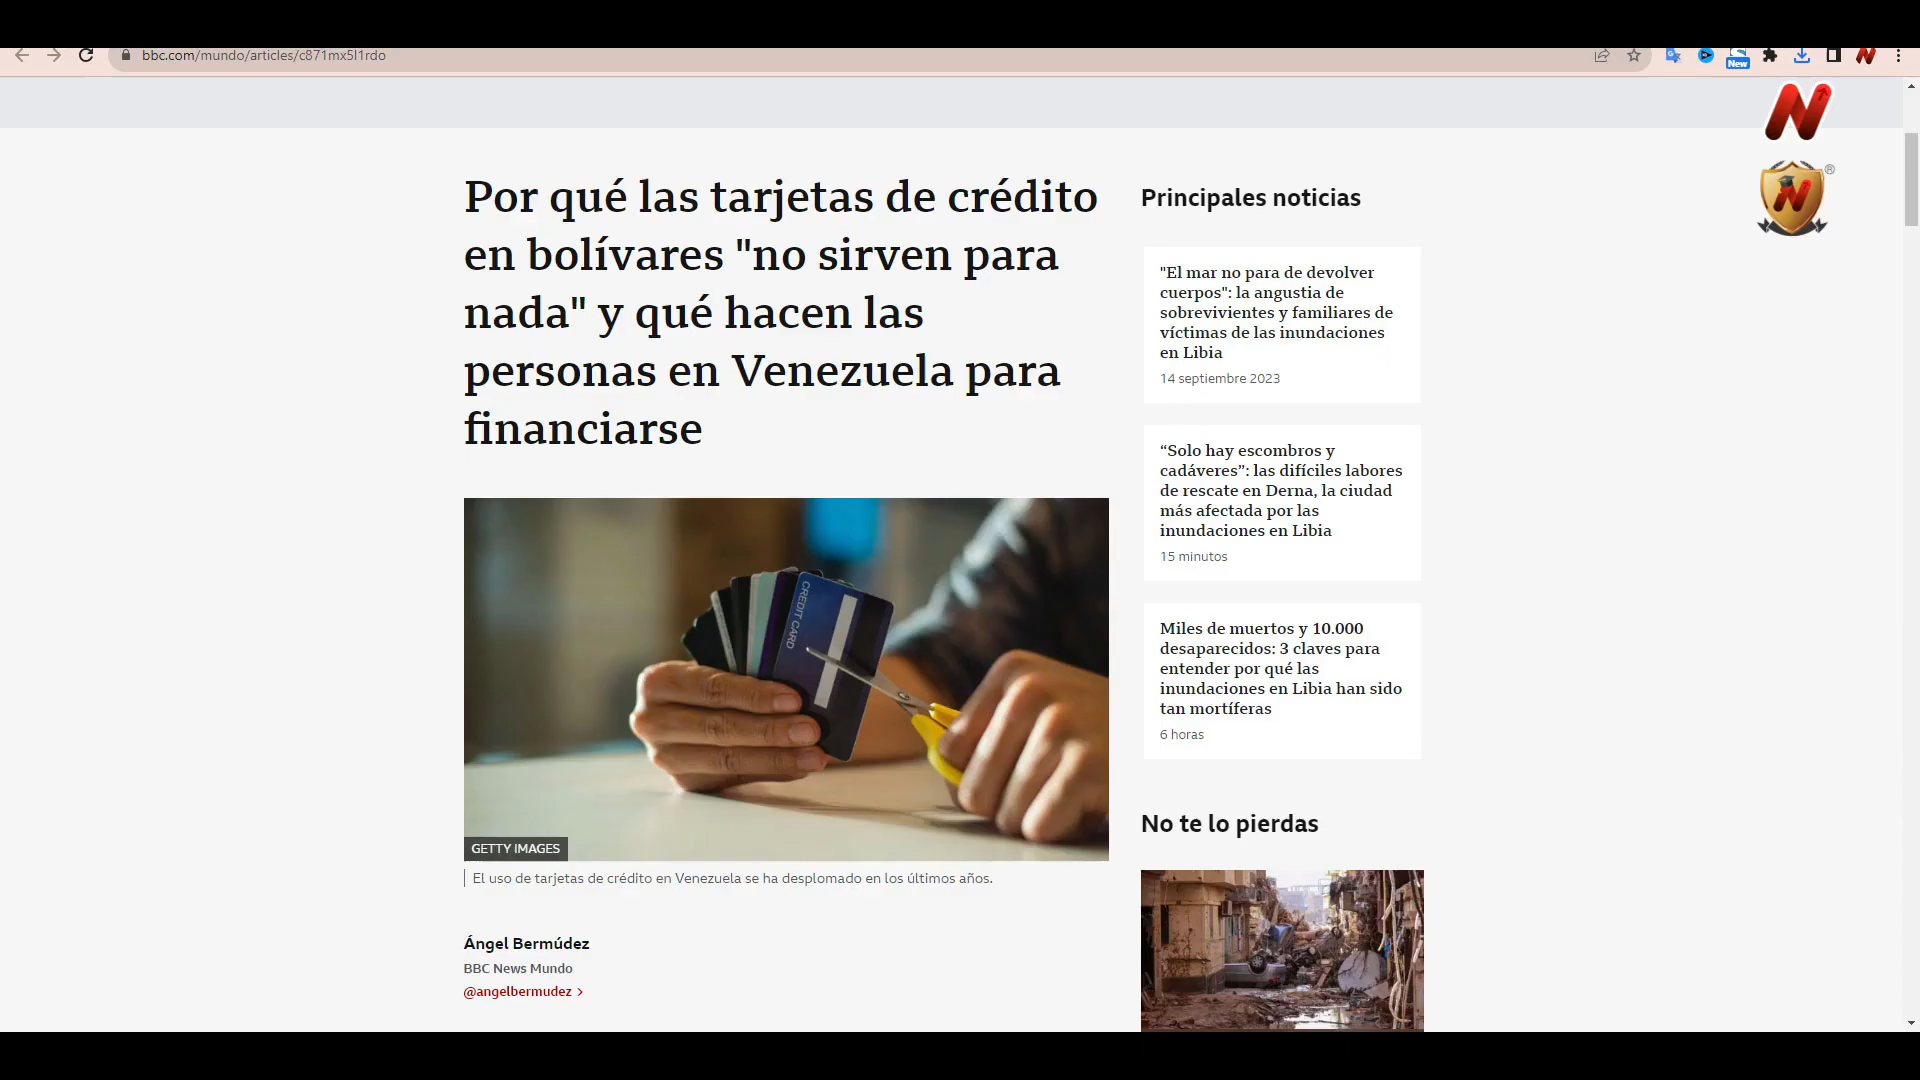 bbc.com/mundo/articles/c871mx5l1rdo
New
Por qué las tarjetas de crédito
en bolívares "no sirven para
nada" y qué hacen las
personas en Venezuela para
financiarse
CREDIT CARD
GETTY IMAGES
El uso de tarjetas de crédito en Venezuela se ha desplomado en los últimos años.
Ángel Bermúdez
BBC News Mundo
@angelbermudez
Principales noticias
"El mar no para de devolver
cuerpos": la angustia de
sobrevivientes y familiares de
víctimas de las inundaciones
en Libia
14 septiembre 2023
“Solo hay escombros y
cadáveres”: las difíciles labores
de rescate en Derna, la ciudad
más afectada por las
inundaciones en Libia
15 minutos
Miles de muertos y 10.000
desaparecidos: 3 claves para
entender por qué las
inundaciones en Libia han sido
tan mortíferas
6 horas
No te lo pierdas
N
N
®